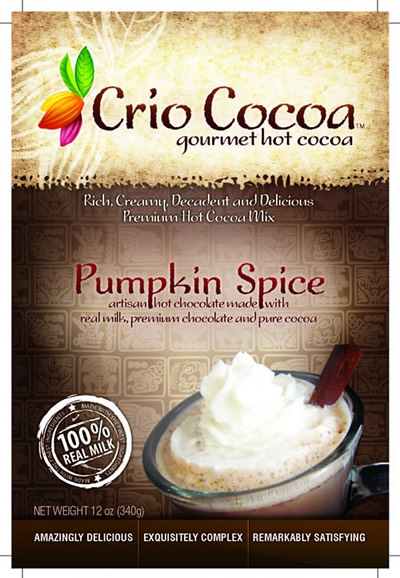 Crio Cocoa™
gourmet hot cocoa
Rich, Creamy, Decadent and Delicious
Premium Hot Cocoa Mix
Pumpkin Spice
artisan hot chocolate made with
real milk, premium chocolate and pure cocoa
100%
REAL MILK
NET WEIGHT 12 oz (340g)
AMAZINGLY DELICIOUS EXQUISITELY COMPLEX REMARKABLY SATISFYING